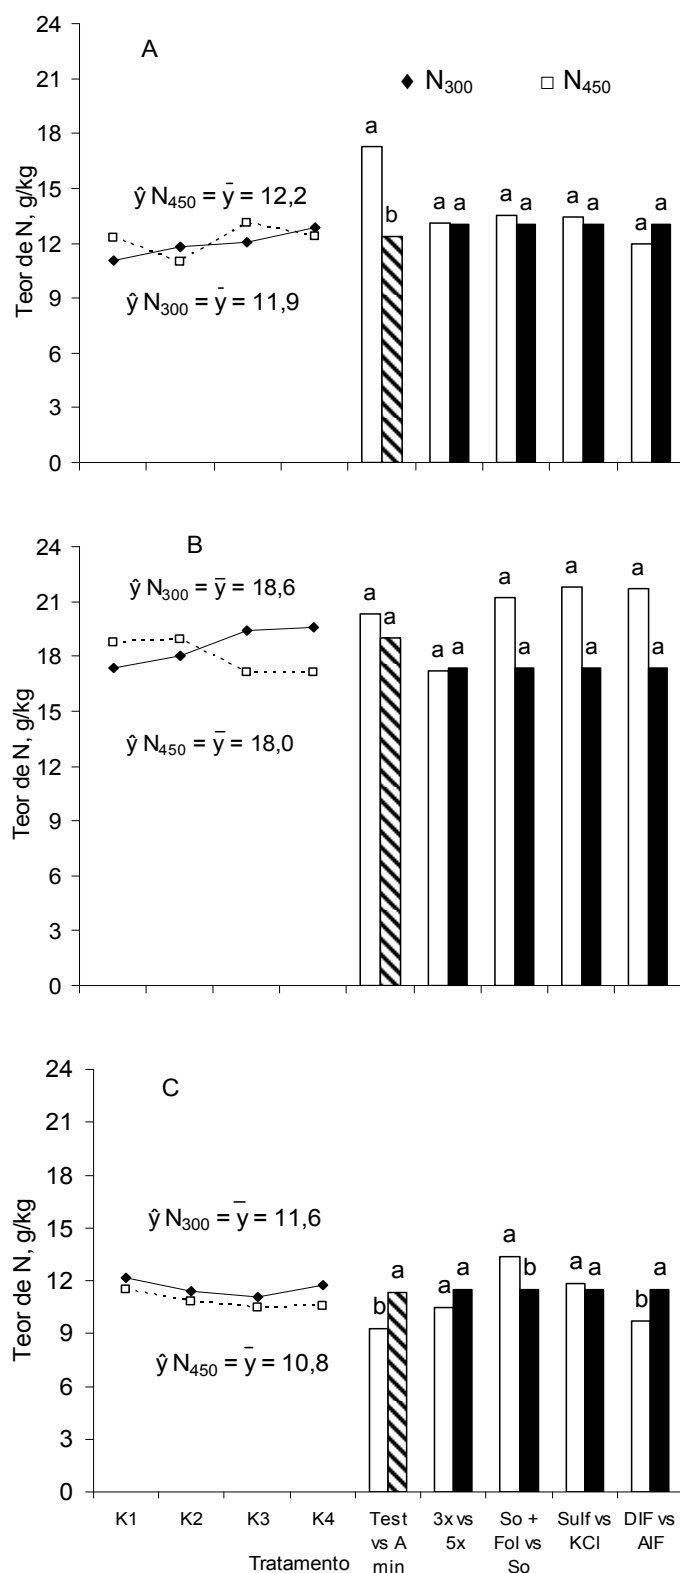 24
21
18
15
12
9
6
3
0
Teor de N, g/kg
A
N300
N450
ŷ N450 = ȳ = 12,2
ŷ N300 = ȳ = 11,9
a
b
a a
a a
a a
a a
24
21
18
15
12
9
6
3
0
Teor de N, g/kg
B
ŷ N300 = ȳ = 18,6
ŷ N450 = ȳ = 18,0
a a
a a
a a
a a
a a
24
21
18
15
12
9
6
3
0
Teor de N, g/kg
C
ŷ N300 = ȳ = 11,6
ŷ N450 = ȳ = 10,8
b a
a a
a b
a a
b a
K1 K2 K3 K4
Test vs A min
3x vs 5x
So + Fol vs So
Sulf vs KCl
DIF vs AIF
Tratamento